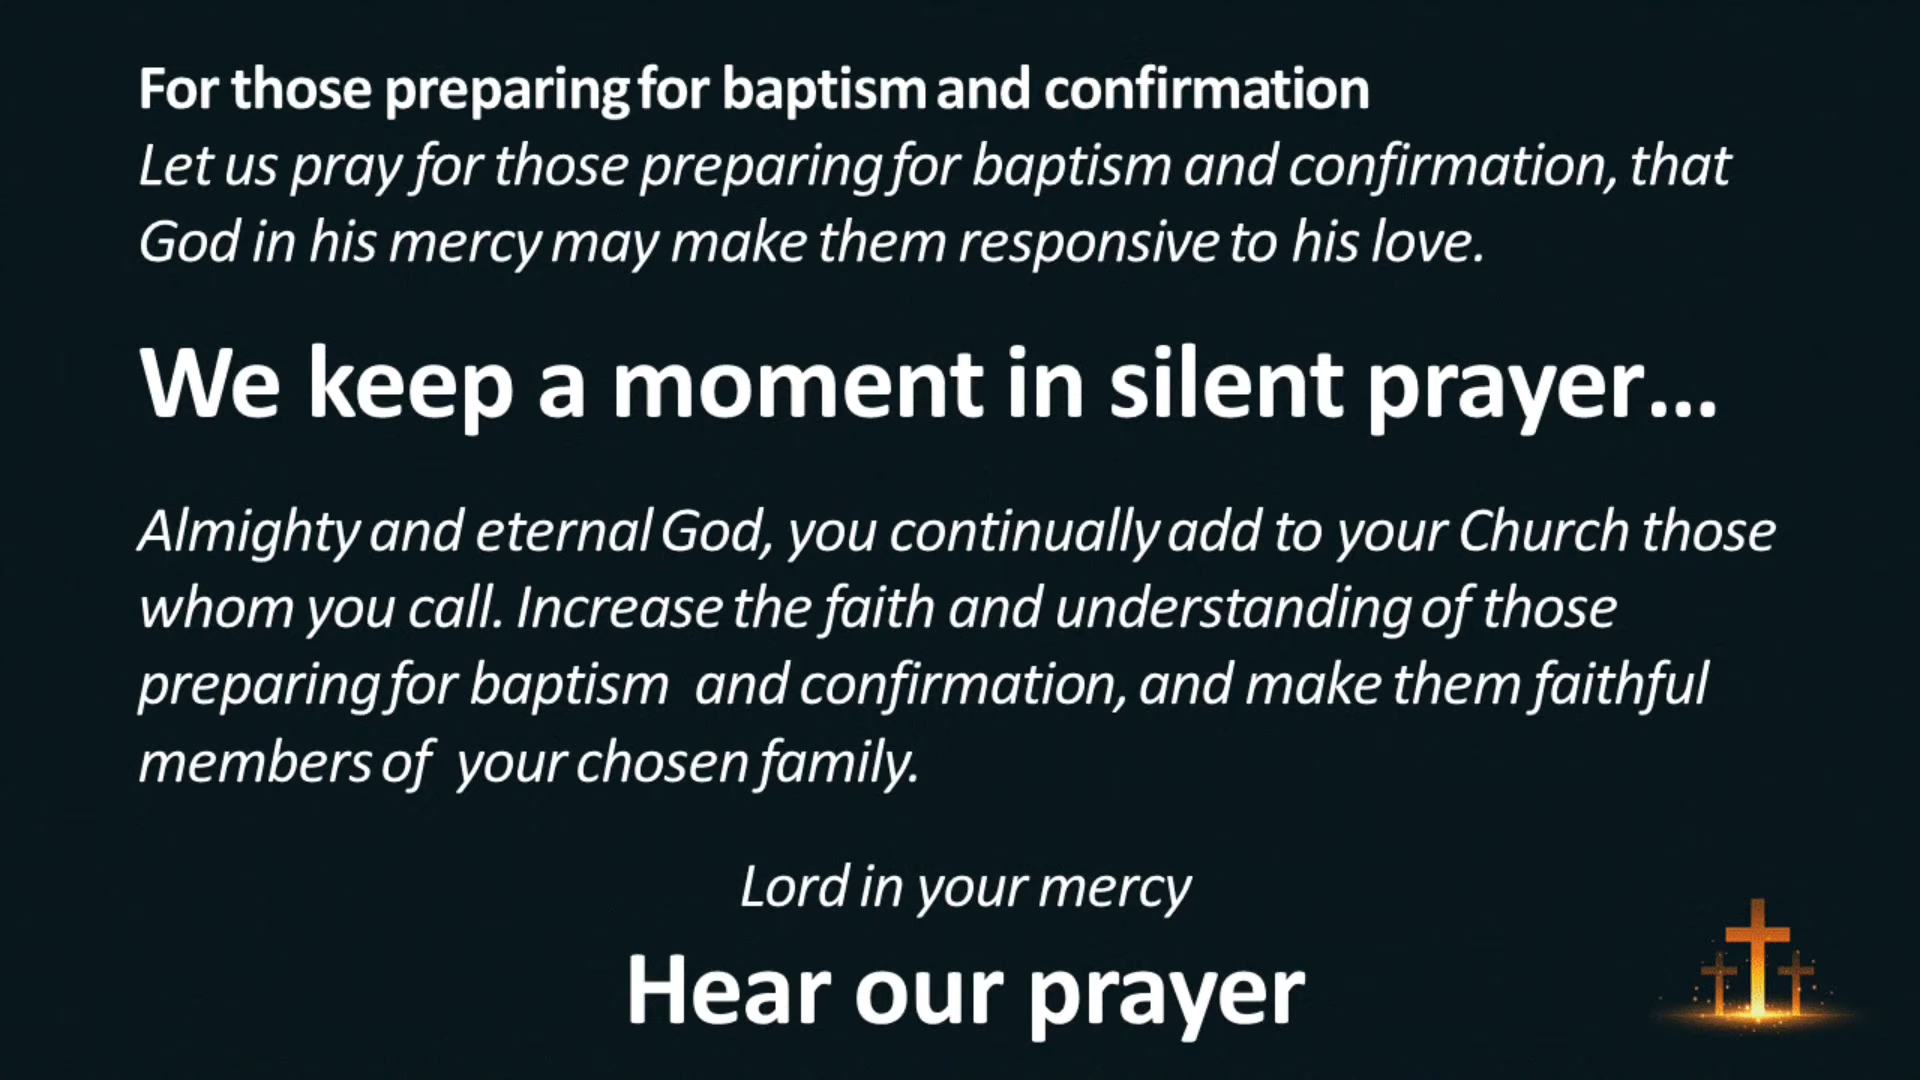 For those preparing for baptism and confirmation
Let us pray for those preparing for baptism and confirmation, that
God in his mercy may make them responsive to his love.
We keep a moment in silent prayer...
Almighty and eternal God, you continually add to your Church those
whom you call. Increase the faith and understanding of those
preparing for baptism and confirmation, and make them faithful
members of your chosen family.
Lord in your mercy
Hear our prayer